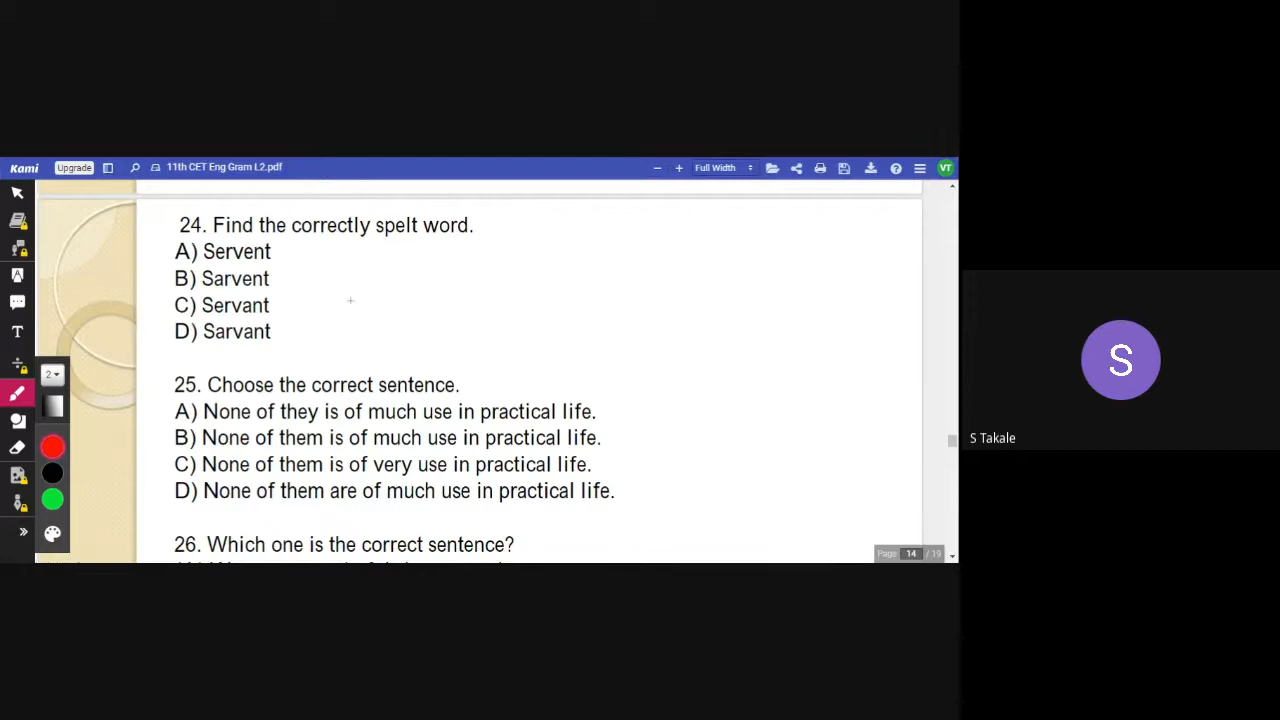 Kami
Upgrade
11th CET Eng Gram L2.pdf
Full Width
VT
24. Find the correctly spelt word.
A) Servent
B) Sarvent
C) Servant
D) Sarvant
25. Choose the correct sentence.
A) None of they is of much use in practical life.
B) None of them is of much use in practical life.
C) None of them is of very use in practical life.
D) None of them are of much use in practical life.
26. Which one is the correct sentence?
Page 14 / 19
2
S
S Takale